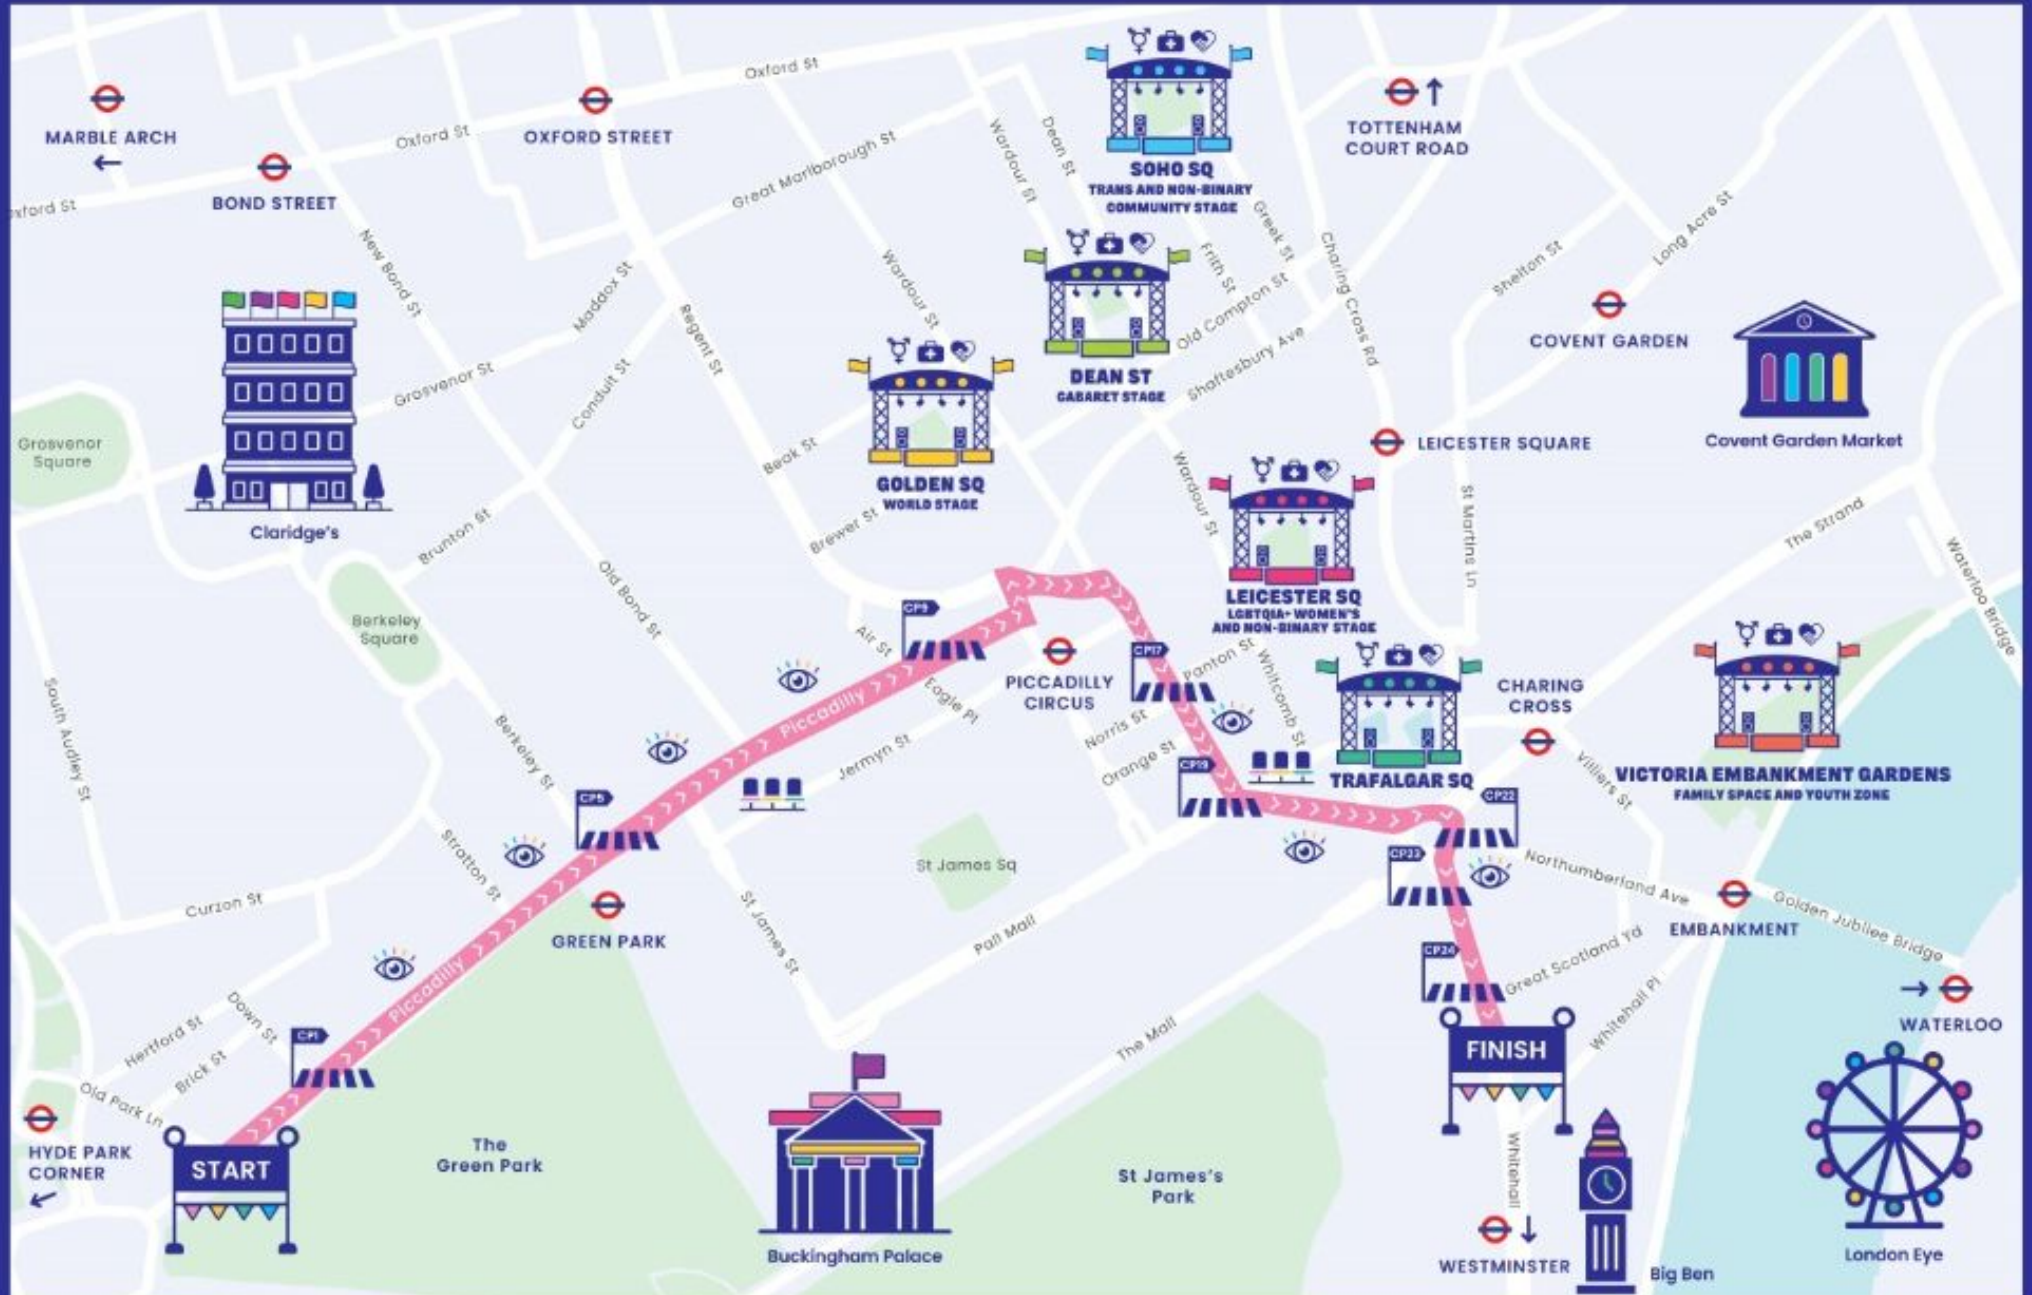 Oxford St
MARBLE ARCH
OXFORD STREET
Oxford St
BOND STREET
xford St
Great Marlborough St
Wardour St
Dean St
SOHO SQ
TRANS AND NON-BINARY
COMMUNITY STAGE
TOTTENHAM
COURT ROAD
Greek St
Frith St
Charing Cross Rd
Long Acre St
Shelton St
New Bond St
Maddox St
Regent St
Wardour St
Old Compton St
Shaftesbury Ave
COVENT GARDEN
Covent Garden Market
DEAN ST
CABARET STAGE
Grosvenor St
Conduit St
Grosvenor
Square
Claridge's
Beak St
GOLDEN SQ
WORLD STAGE
LEICESTER SQUARE
Wardour St
St Martins Ln
The Strand
Waterloo Bridge
Brewer St
Brunton St
Old Bond St
Berkeley
Square
LEICESTER SQ
LGBTQIA+ WOMEN'S
AND NON-BINARY STAGE
CP9
Air St
Eagle Pl
PICCADILLY
CIRCUS
CP17
Panton St
Whitcomb St
CHARING
CROSS
South Audley St
Berkeley St
Piccadilly
Jermyn St
Norris St
Orange St
CP19
TRAFALGAR SQ
Villiers St
VICTORIA EMBANKMENT GARDENS
FAMILY SPACE AND YOUTH ZONE
CP5
CP22
CP23
Stratton St
St James Sq
Northumberland Ave
Golden Jubilee Bridge
EMBANKMENT
Curzon St
GREEN PARK
St James St
Pall Mall
CP24
Great Scotland Yd
Whitehall Pl
WATERLOO
Piccadilly
Down St
Hertford St
Brick St
Old Park Ln
CP1
The Mall
FINISH
HYDE PARK
CORNER
START
The
Green Park
St James's
Park
Whitehall
Buckingham Palace
WESTMINSTER
Big Ben
London Eye